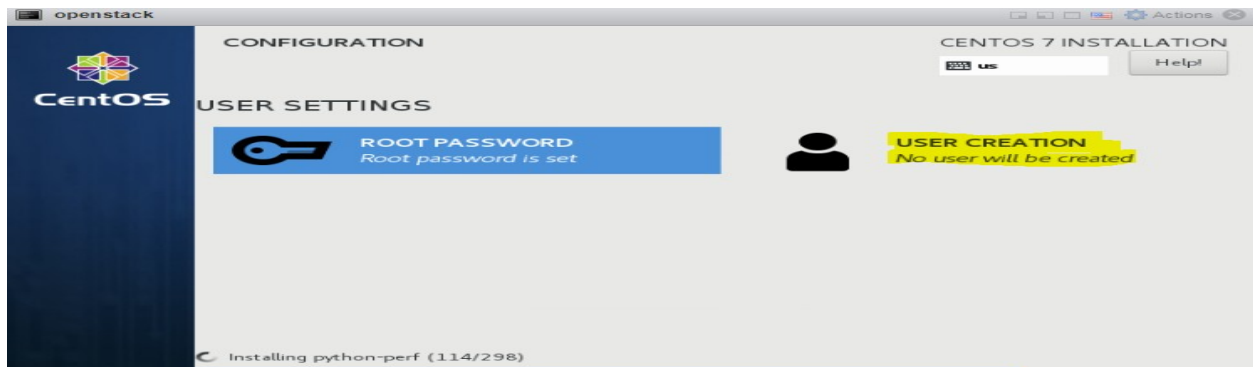 openstack
Actions
CONFIGURATION
CENTOS 7 INSTALLATION
us
Help!
CentOS
USER SETTINGS
ROOT PASSWORD
Root password is set
USER CREATION
No user will be created
Installing python-perf (114/298)